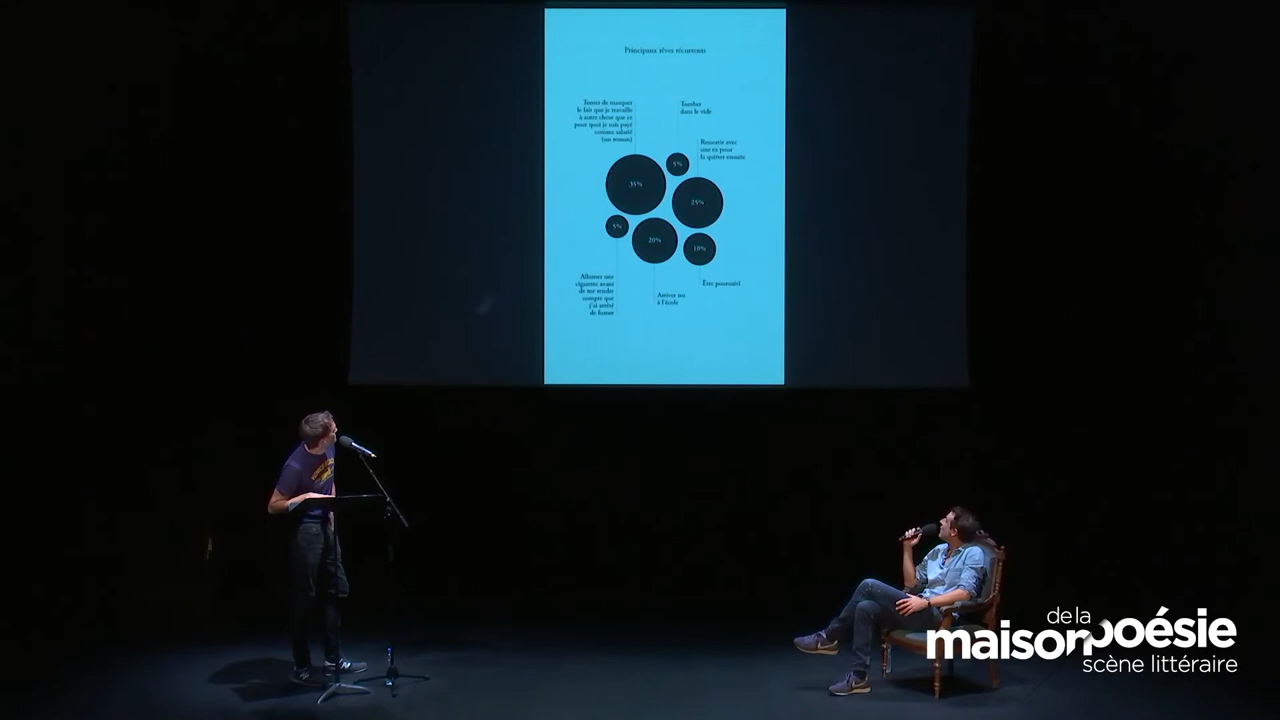 Principaux rêves récurrents
Tenter de masquer
le fait que je travaille
à autre chose que ce
pour quoi je suis payé
comme salarié
(un roman)
Tomber
dans le vide
Ressortir avec
une ex pour
la quitter ensuite
5%
35%
25%
5%
20%
10%
Allumer une
cigarette avant
de me rendre
compte que
j'ai arrêté
de fumer
Arriver nu
à l'école
Être poursuivi
de la
maison poésie
scène littéraire